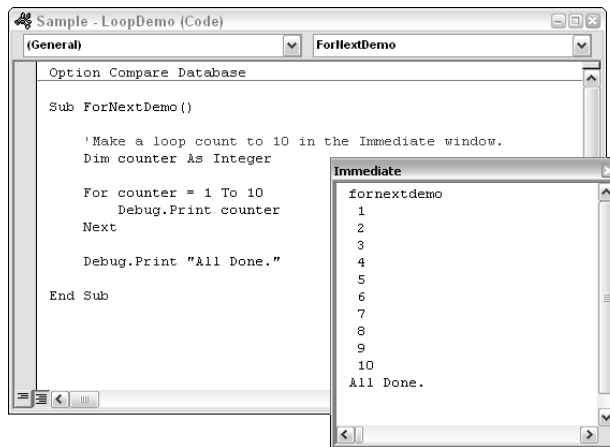 Sample - LoopDemo (Code)
(General)
ForNextDemo
Option Compare Database
Sub ForNextDemo()
'Make a loop count to 10 in the Immediate window.
Dim counter As Integer
For counter = 1 To 10
Debug.Print counter
Next
Debug.Print "All Done."
End Sub
Immediate
fornextdemo
1
2
3
4
5
6
7
8
9
10
All Done.